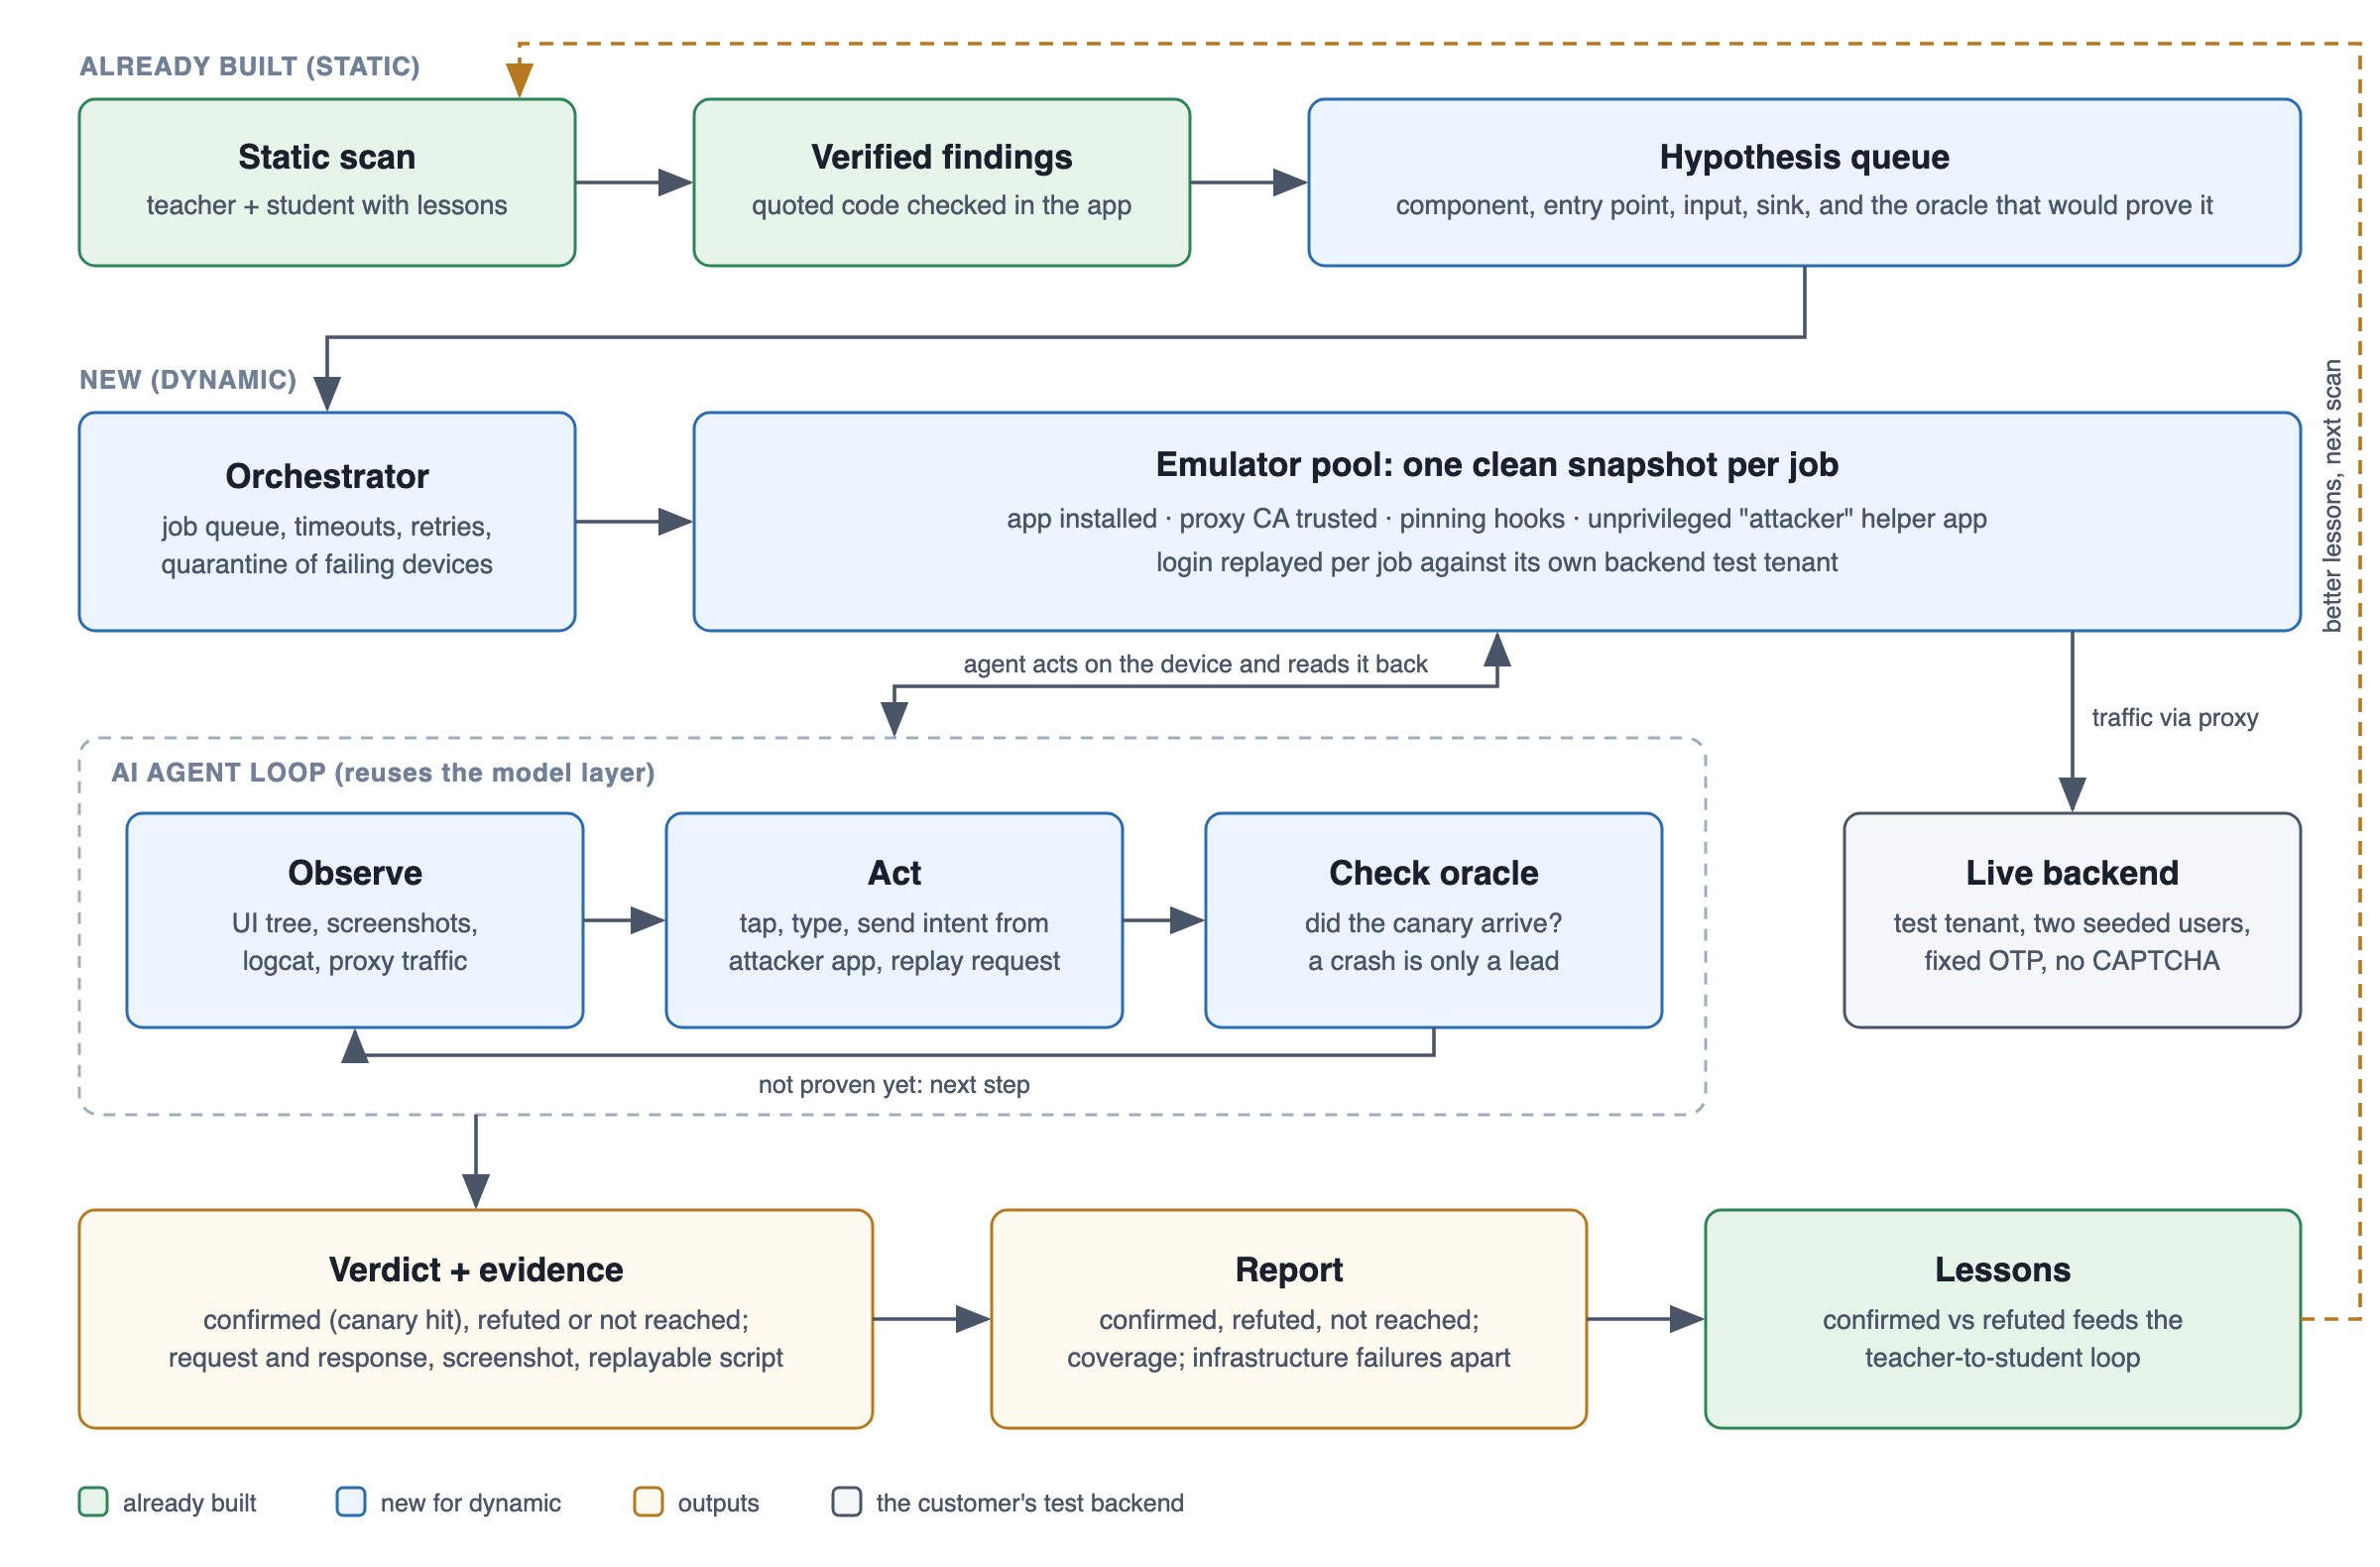 ALREADY BUILT (STATIC)
Static scan
teacher + student with lessons
Verified findings
quoted code checked in the app
Hypothesis queue
component, entry point, input, sink, and the oracle that would prove it
NEW (DYNAMIC)
Orchestrator
job queue, timeouts, retries,
quarantine of failing devices
Emulator pool: one clean snapshot per job
app installed · proxy CA trusted · pinning hooks · unprivileged "attacker" helper app
login replayed per job against its own backend test tenant
better lessons, next scan
agent acts on the device and reads it back
traffic via proxy
AI AGENT LOOP (reuses the model layer)
Observe
UI tree, screenshots,
logcat, proxy traffic
Act
tap, type, send intent from
attacker app, replay request
Check oracle
did the canary arrive?
a crash is only a lead
Live backend
test tenant, two seeded users,
fixed OTP, no CAPTCHA
not proven yet: next step
Verdict + evidence
confirmed (canary hit), refuted or not reached;
request and response, screenshot, replayable script
Report
confirmed, refuted, not reached;
coverage; infrastructure failures apart
Lessons
confirmed vs refuted feeds the
teacher-to-student loop
already built
new for dynamic
outputs
the customer's test backend